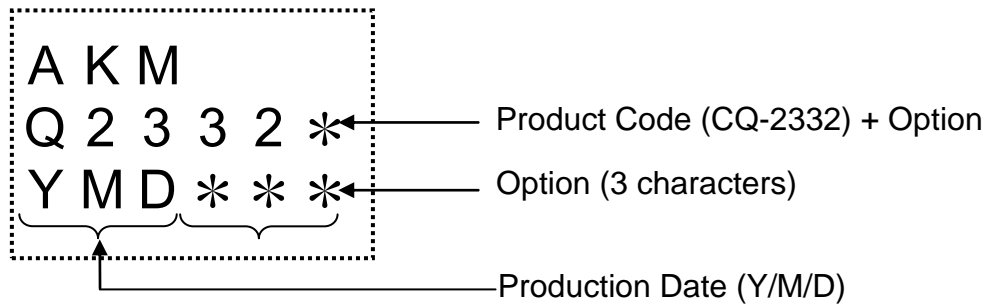 A K M
Q 2 3 3 2 *
Product Code (CQ-2332) + Option
Y M D * * *
Option (3 characters)
Production Date (Y/M/D)